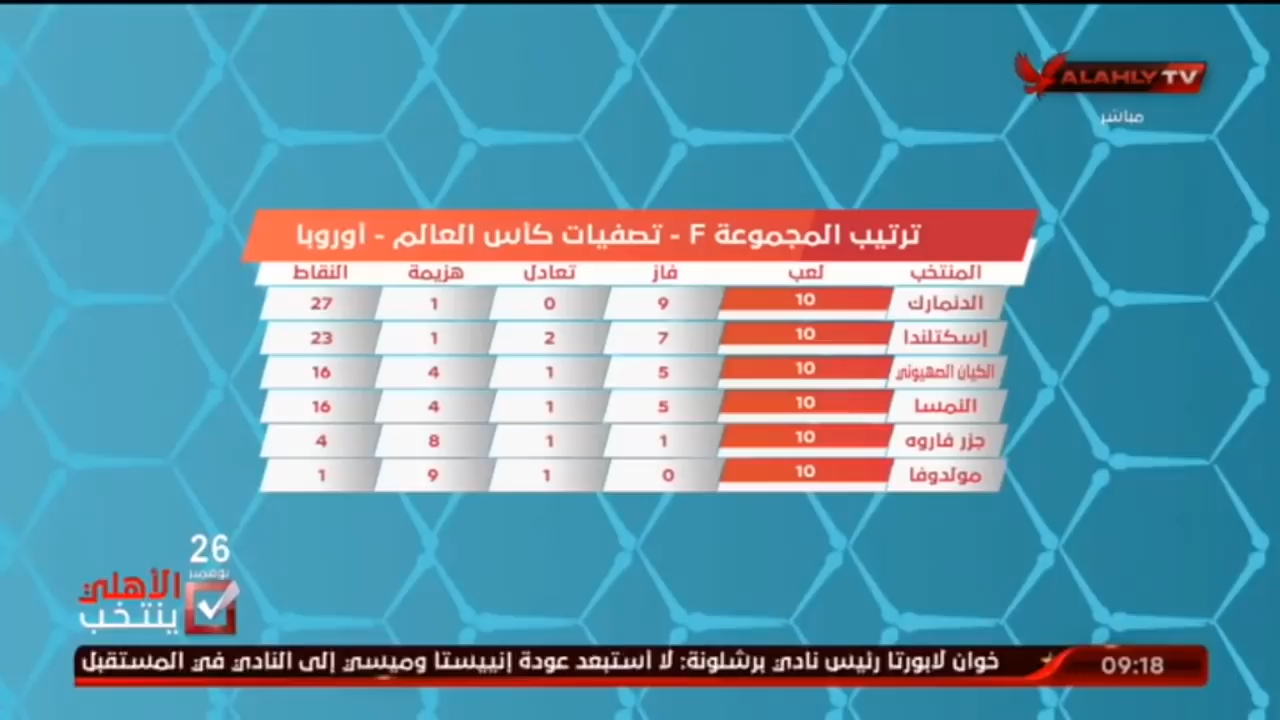 ALAHLY TV
مباشر
ترتيب المجموعة F - تصفيات كأس العالم - أوروبا
المنتخب لعب فاز تعادل هزيمة النقاط
الدنمارك 10 9 0 1 27
إسكتلندا 10 7 2 1 23
الكيان الصهيوني 10 5 1 4 16
النمسا 10 5 1 4 16
جزر فاروه 10 1 1 8 4
مولدوفا 10 0 1 9 1
26
نوفمبر
الأهلي
ينتخب
09:18 خوان لابورتا رئيس نادي برشلونة: لا أستبعد عودة إنييستا وميسي إلى النادي في المستقبل